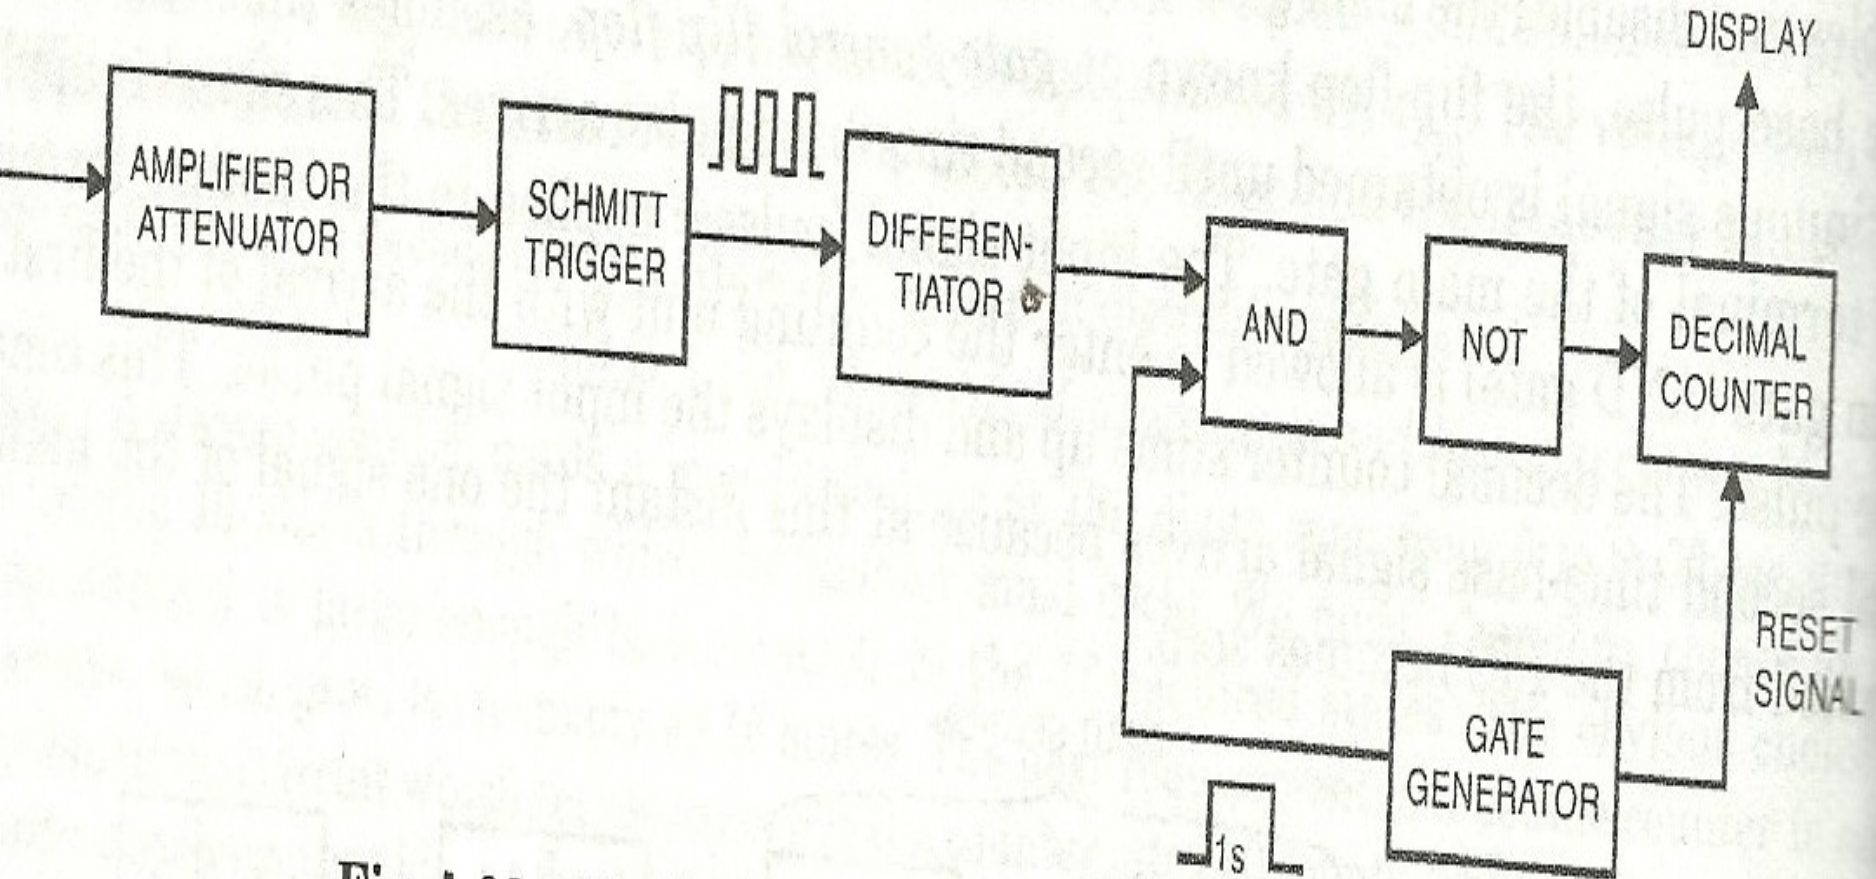 DISPLAY
AMPLIFIER OR
ATTENUATOR
SCHMITT
TRIGGER
DIFFEREN-
TIATOR
AND
NOT
DECIMAL
COUNTER
RESET
SIGNAL
GATE
GENERATOR
1s